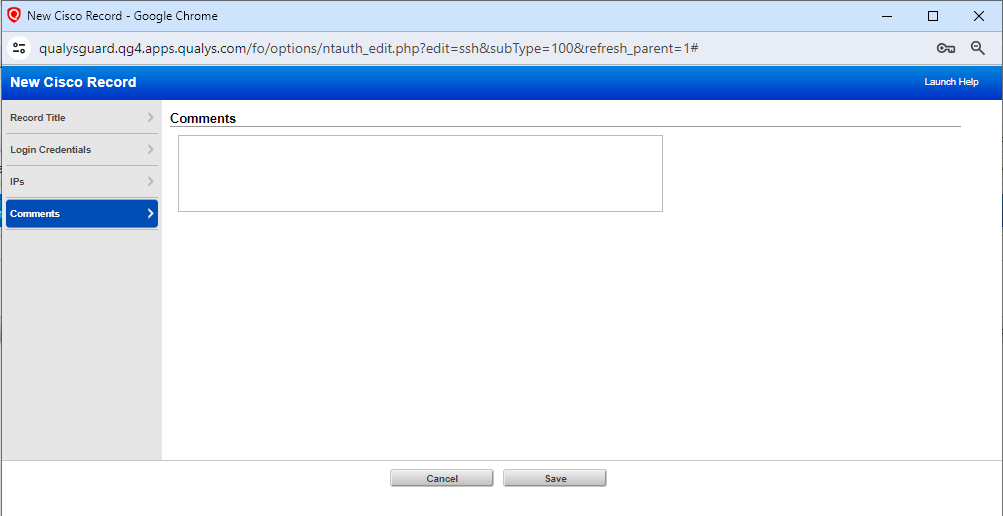 New Cisco Record - Google Chrome
qualysguard.qg4.apps.qualys.com/fo/options/ntauth_edit.php?edit=ssh&subType=100&refresh_parent=1#
New Cisco Record
Launch Help
Record Title
Login Credentials
IPs
Comments
Comments
Cancel
Save